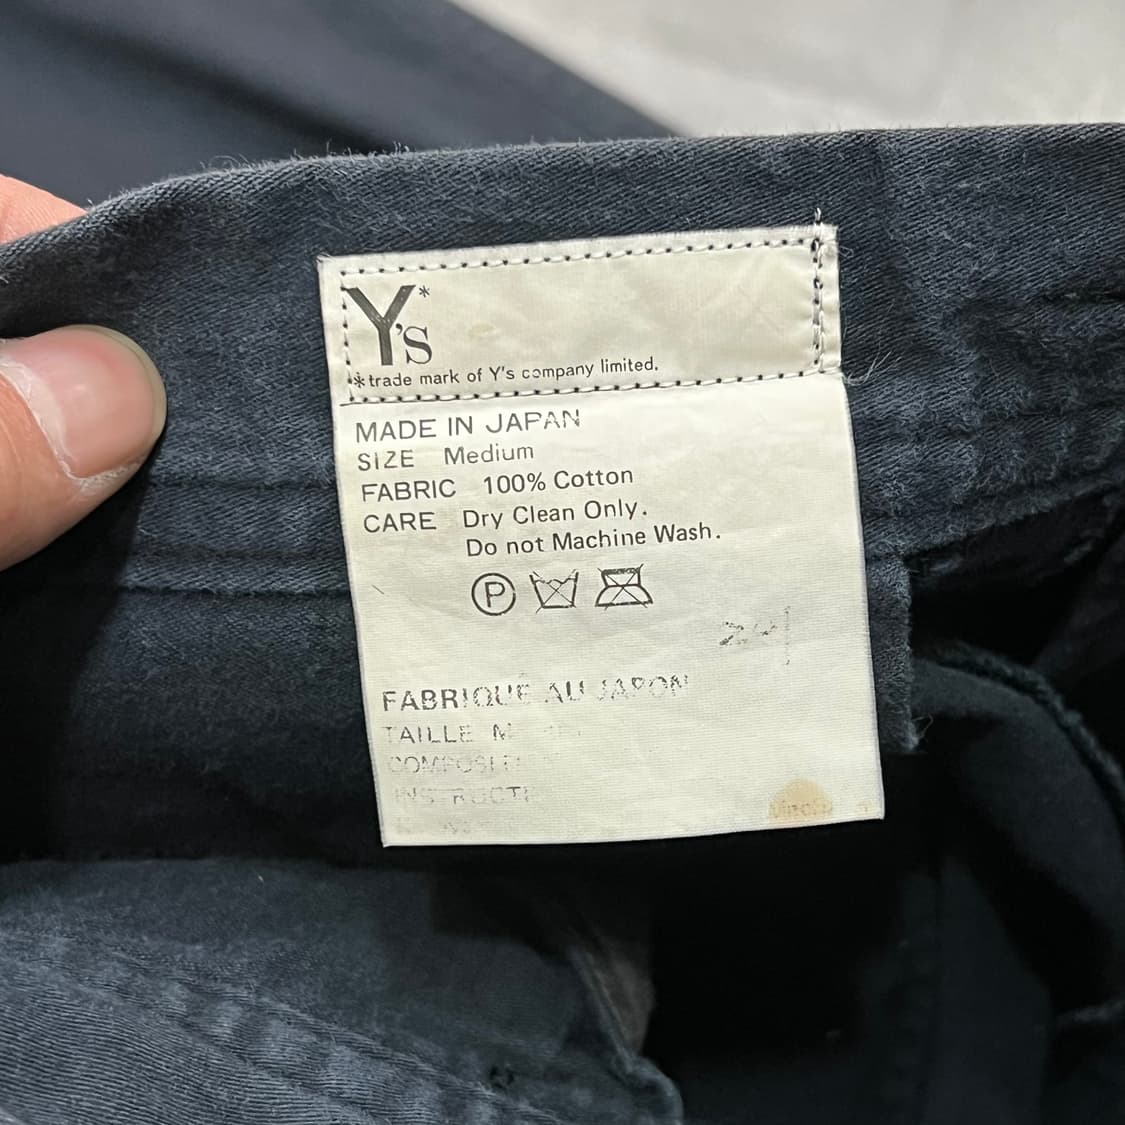 Y's*
*trade mark of Y's company limited.
MADE IN JAPAN
SIZE Medium
FABRIC 100% Cotton
CARE Dry Clean Only.
Do not Machine Wash.
P
FABRIQUÉ AU JAPON
TAILLE